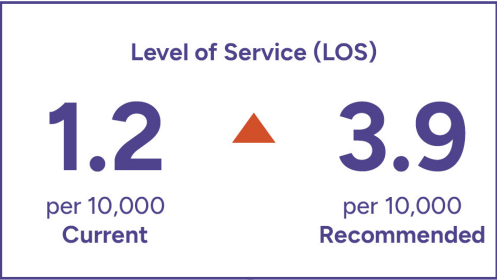 Level of Service (LOS)
1.2 3.9
per 10,000 per 10,000
Current Recommended